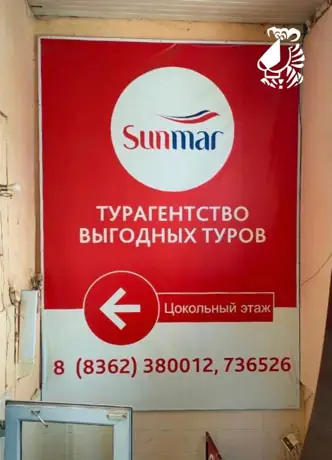 Sunmar
ТУРАГЕНТСТВО
ВЫГОДНЫХ ТУРОВ
Цокольный этаж
8 (8362) 380012, 736526